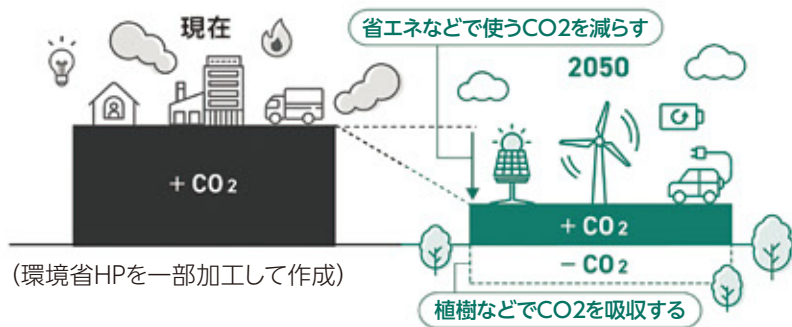 現在
+CO2
(環境省HPを一部加工して作成)
省エネなどで使うCO2を減らす
2050
+CO2
−CO2
植樹などでCO2を吸収する